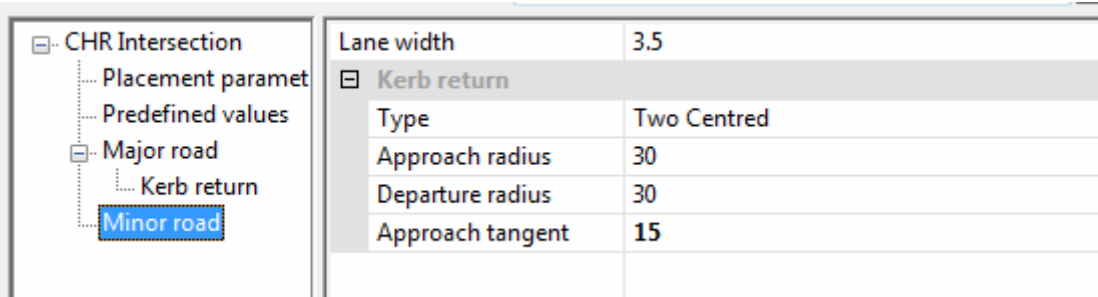 CHR Intersection
Placement paramet
Predefined values
Major road
Kerb return
Minor road
Lane width 3.5
Kerb return
Type Two Centred
Approach radius 30
Departure radius 30
Approach tangent 15